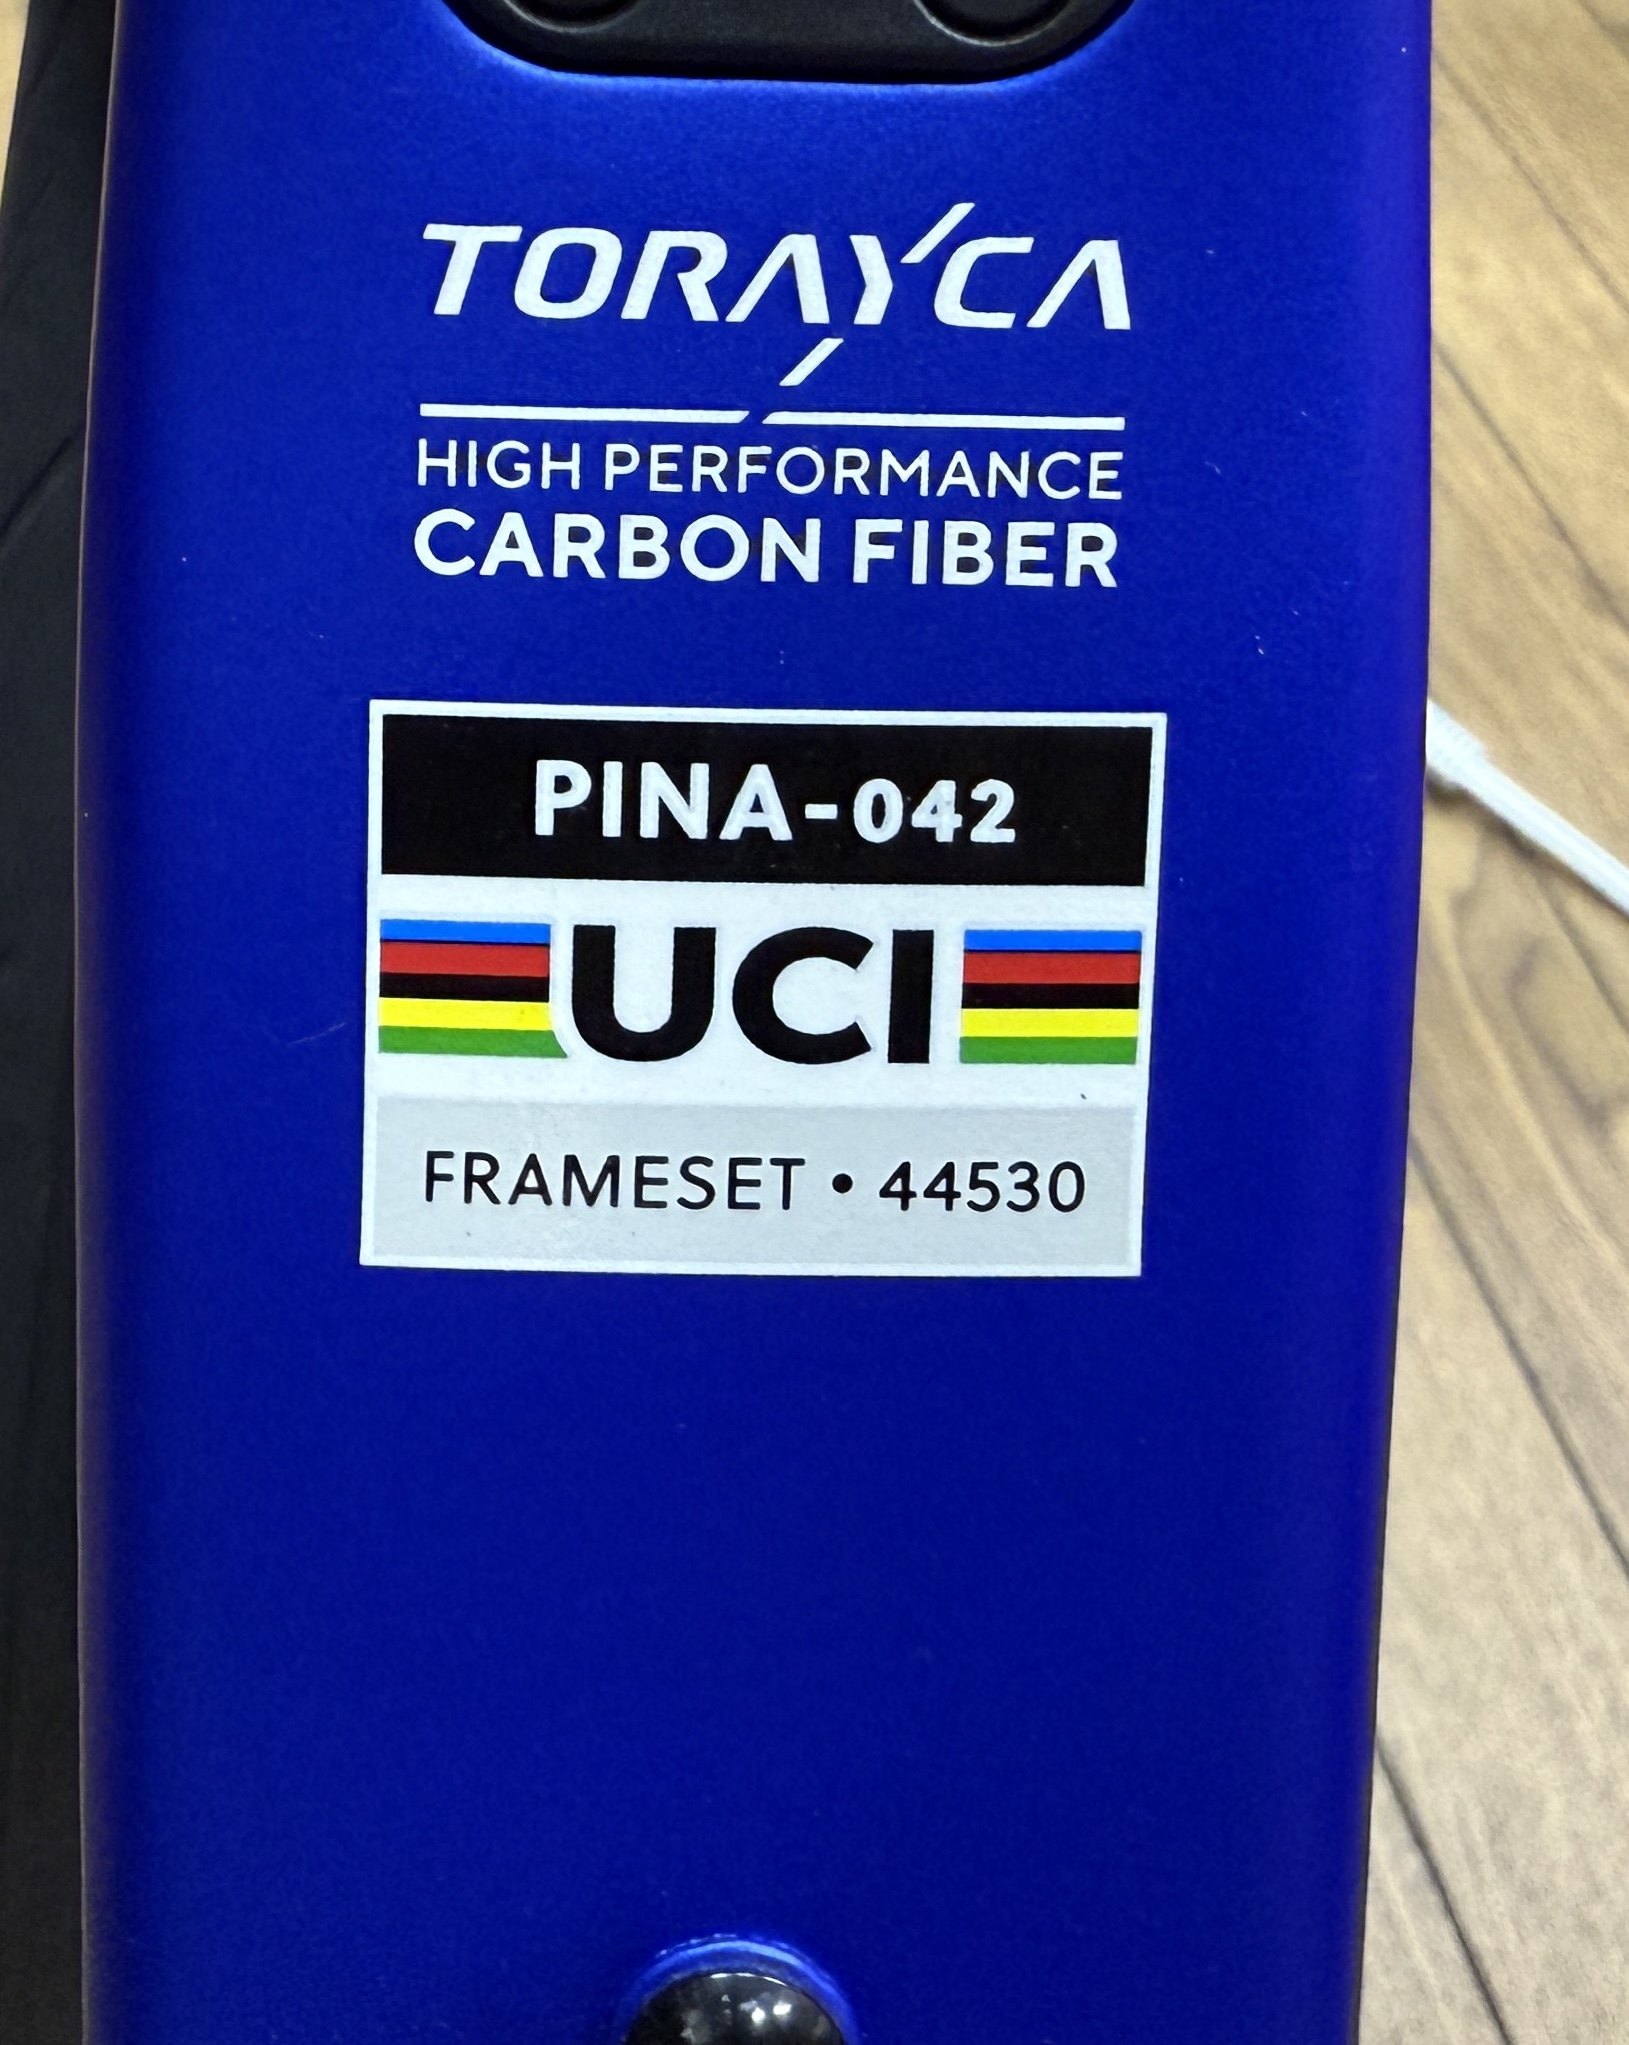 TORAYCA
HIGH PERFORMANCE
CARBON FIBER
PINA-042
UCI
FRAMESET • 44530